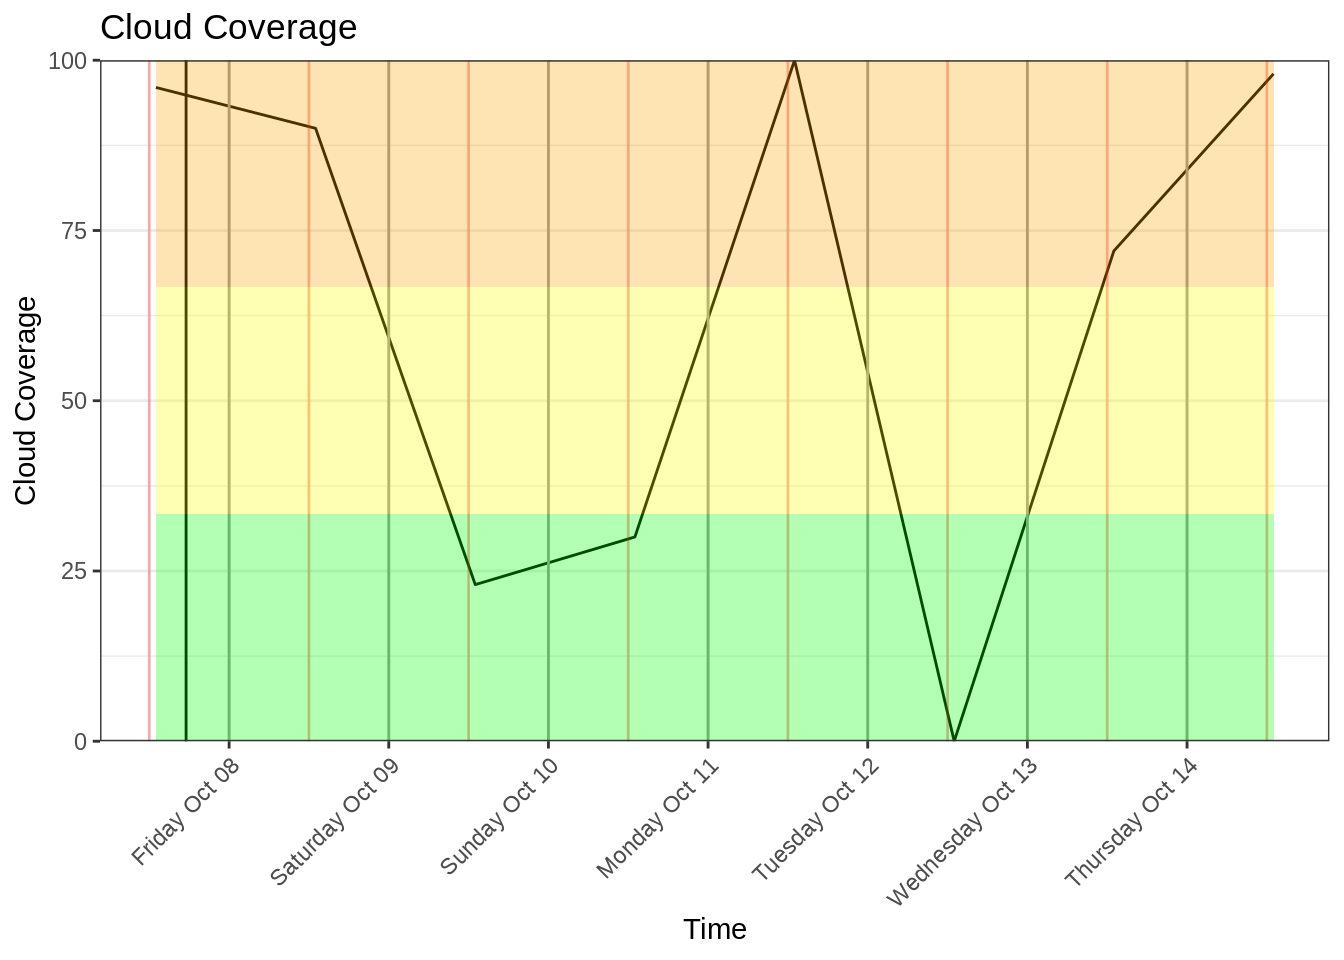 Cloud Coverage
100
75
50
25
0
Cloud Coverage
Friday Oct 08
Saturday Oct 09
Sunday Oct 10
Monday Oct 11
Tuesday Oct 12
Wednesday Oct 13
Thursday Oct 14
Time